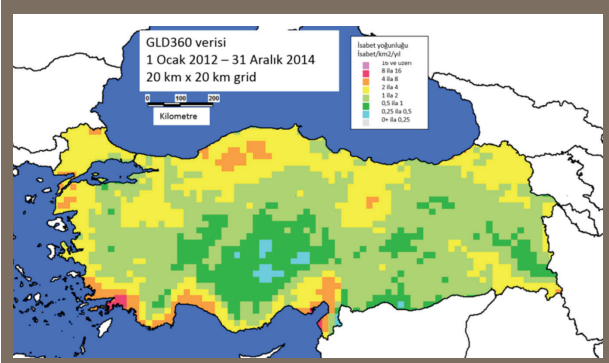 GLD360 verisi
1 Ocak 2012 – 31 Aralık 2014
20 km x 20 km grid
0 100 200
Kilometre
İsabet yoğunluğu
İsabet/km2/yıl
16 ve üzeri
8 ila 16
4 ila 8
2 ila 4
1 ila 2
0,5 ila 1
0,25 ila 0,5
0+ ila 0,25